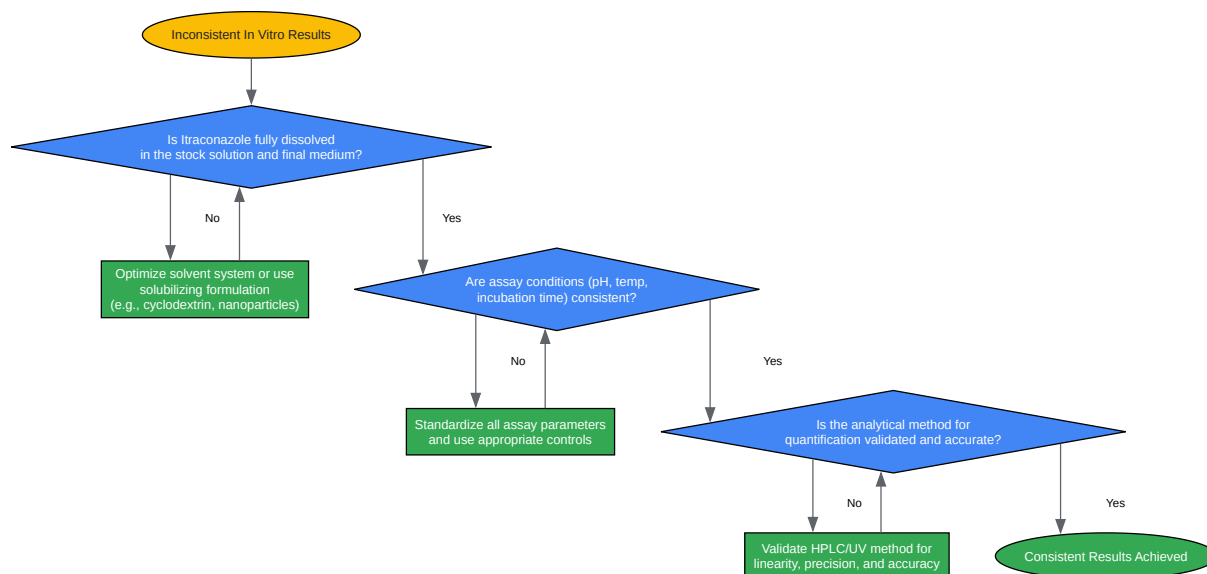 Inconsistent In Vitro Results
Is Itraconazole fully dissolved
in the stock solution and final medium?
No
Yes
Optimize solvent system or use
solubilizing formulation
(e.g., cyclodextrin, nanoparticles)
Are assay conditions (pH, temp,
incubation time) consistent?
No
Yes
Standardize all assay parameters
and use appropriate controls
Is the analytical method for
quantification validated and accurate?
No
Yes
Validate HPLC/UV method for
linearity, precision, and accuracy
Consistent Results Achieved